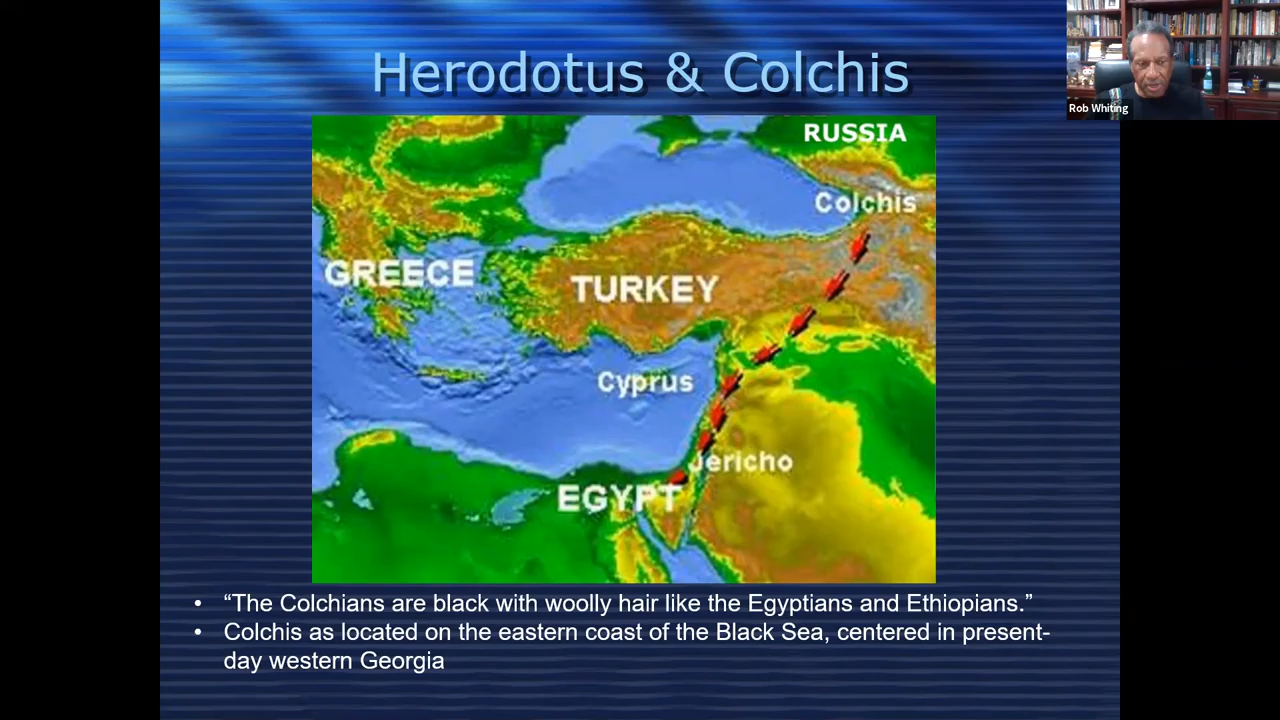 Herodotus & Colchis
Rob Whiting
RUSSIA
Colchis
GREECE
TURKEY
Cyprus
Jericho
EGYPT
• “The Colchians are black with woolly hair like the Egyptians and Ethiopians.”
• Colchis as located on the eastern coast of the Black Sea, centered in present-
day western Georgia